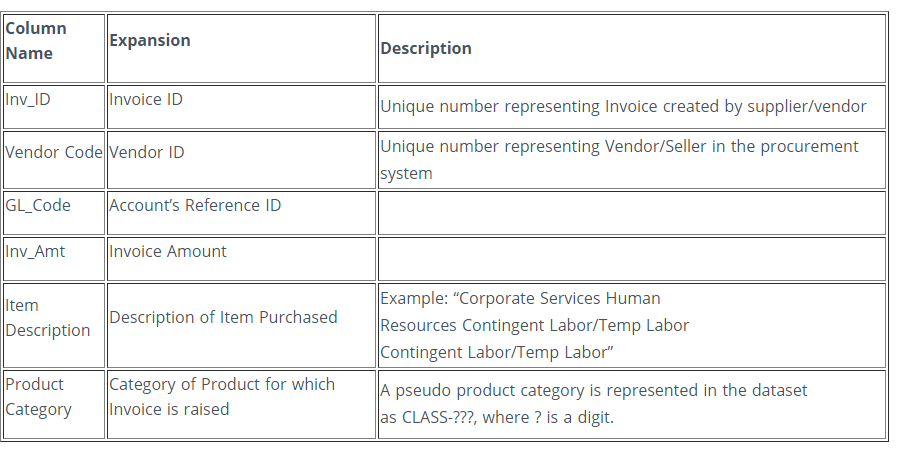 Column
Name
Expansion
Description
Inv_ID
Invoice ID
Unique number representing Invoice created by supplier/vendor
Vendor Code
Vendor ID
Unique number representing Vendor/Seller in the procurement
system
GL_Code
Account’s Reference ID
Inv_Amt
Invoice Amount
Item
Description
Description of Item Purchased
Example: “Corporate Services Human
Resources Contingent Labor/Temp Labor
Contingent Labor/Temp Labor”
Product
Category
Category of Product for which
Invoice is raised
A pseudo product category is represented in the dataset
as CLASS-???, where ? is a digit.